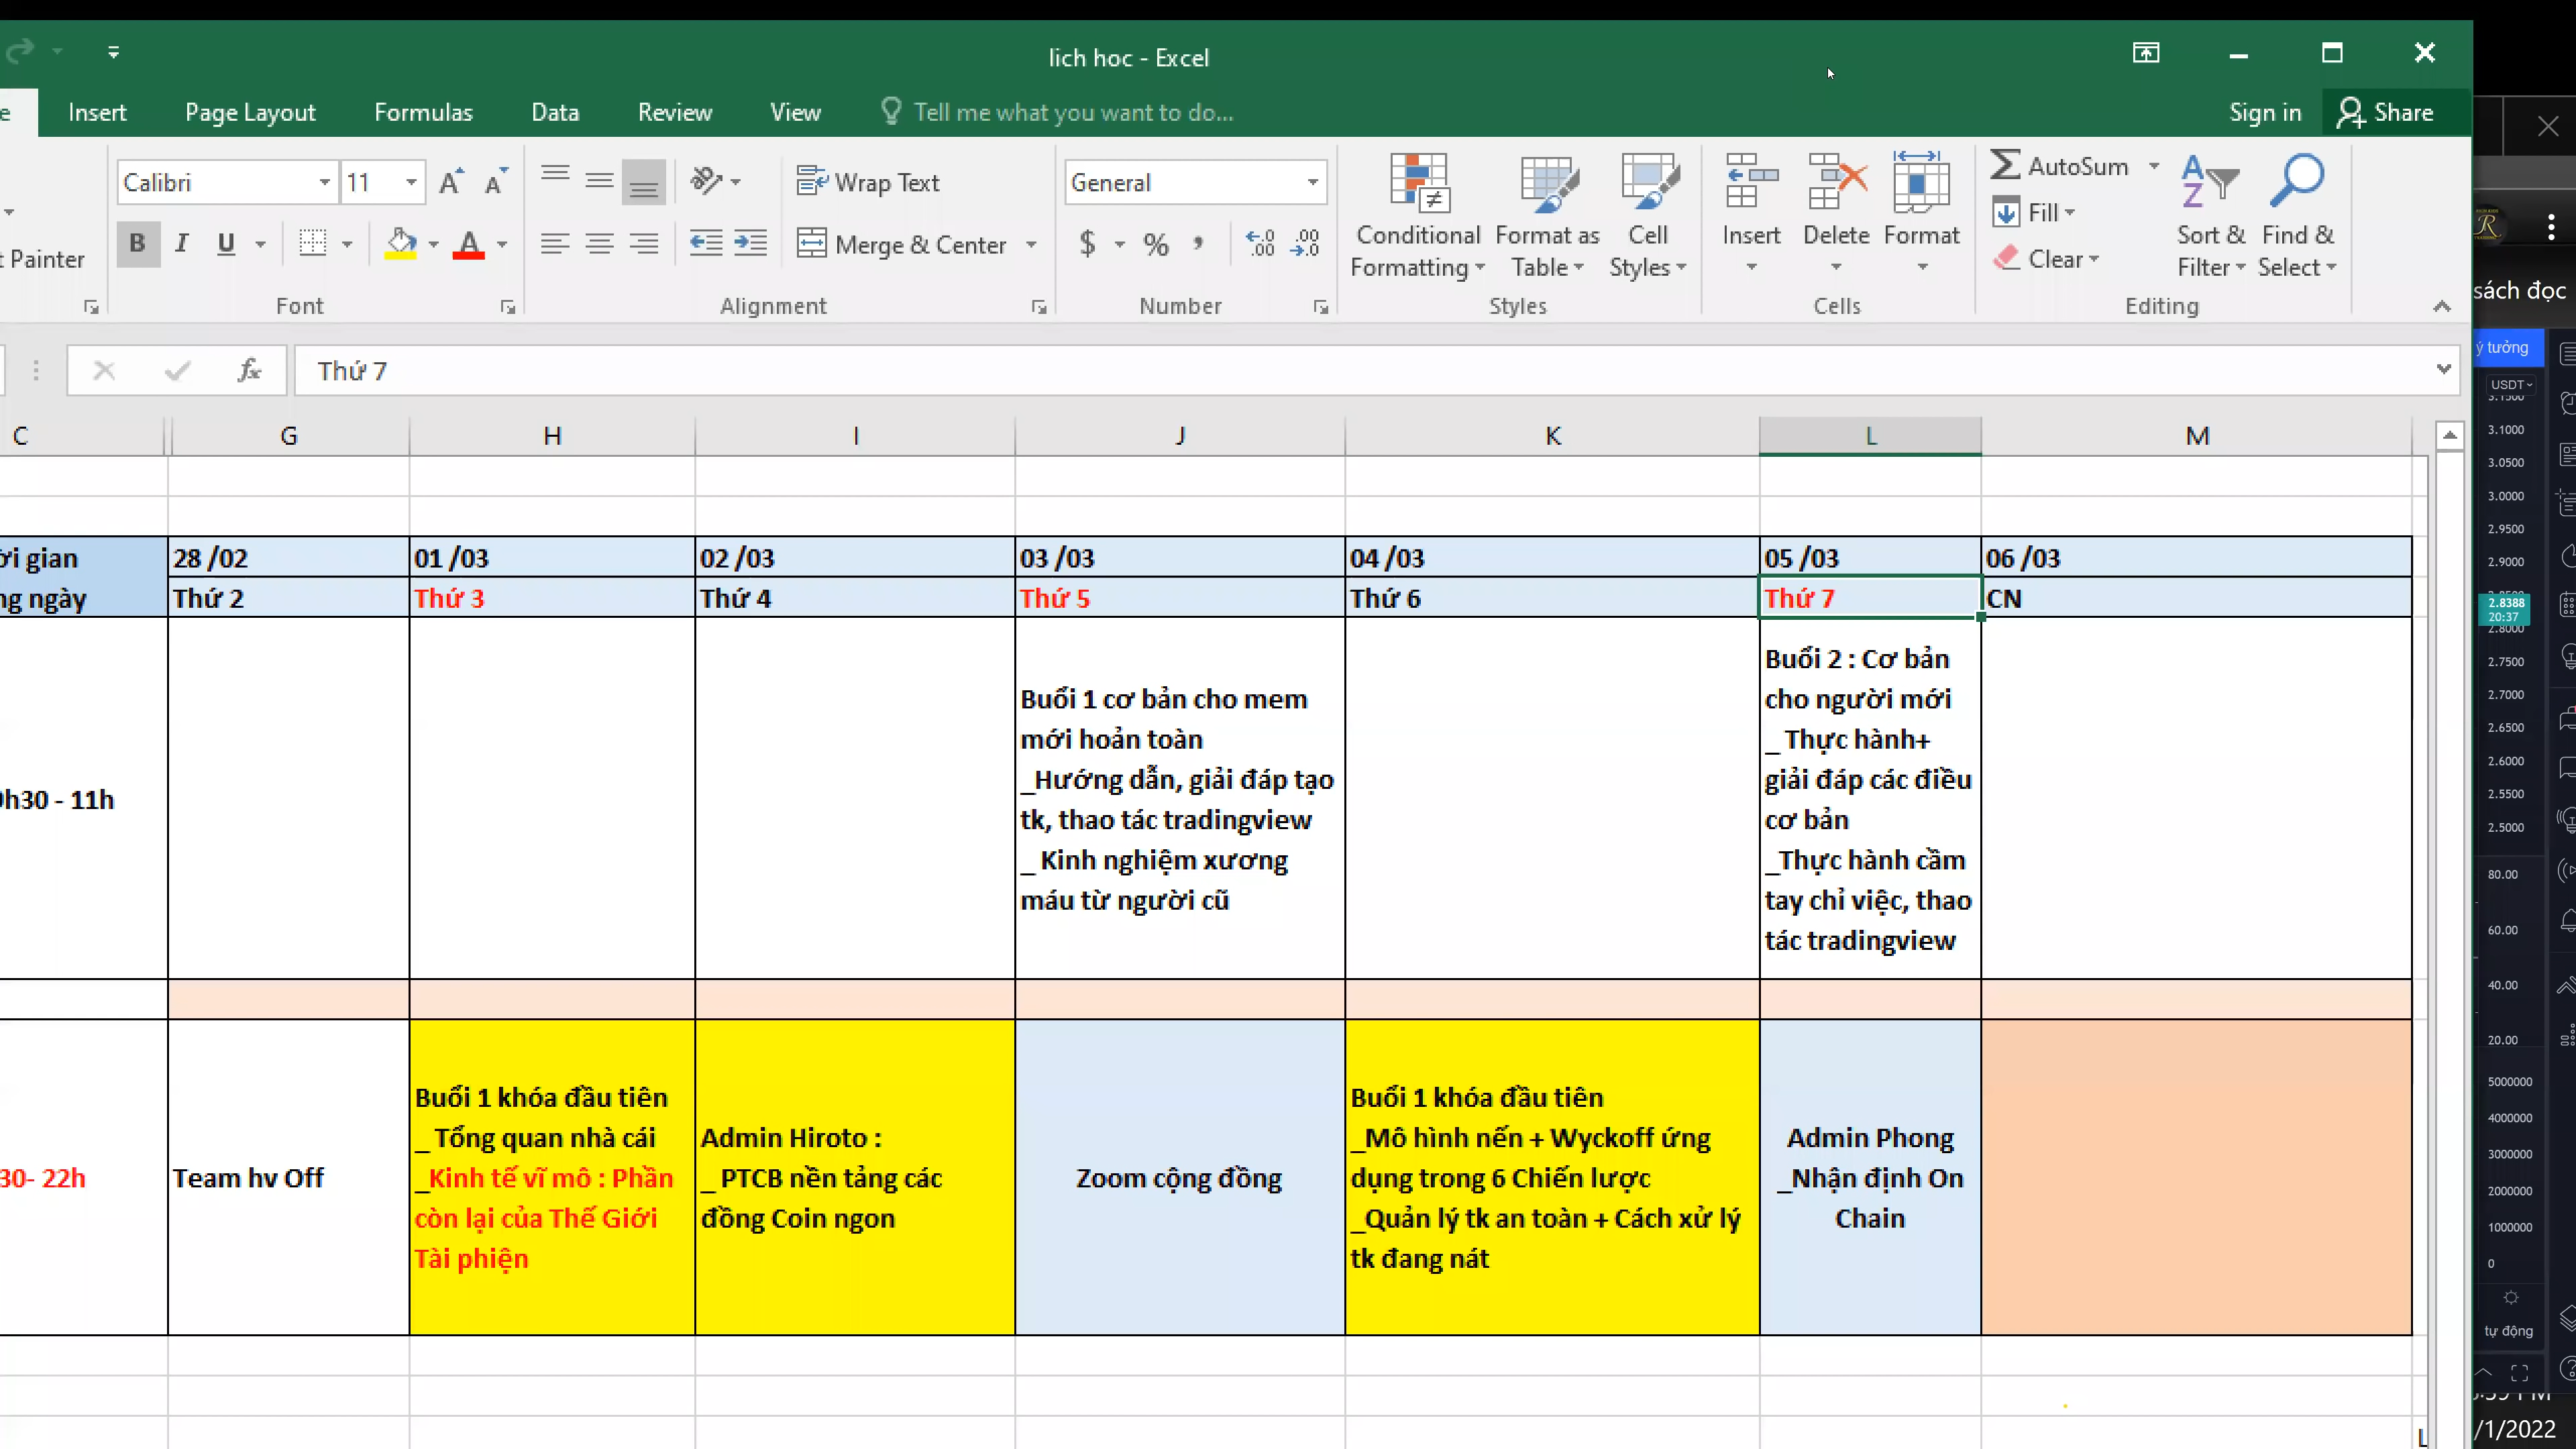 lich hoc - Excel
Insert
Page Layout
Formulas
Data
Review
View
Tell me what you want to do...
Sign in
Share
Calibri
11
Wrap Text
General
Conditional
Formatting
Format as
Table
Cell
Styles
Insert
Delete
Format
AutoSum
Fill
Clear
Sort &
Filter
Find &
Select
t Painter
B I U
Merge & Center
$ % ,
Font
Alignment
Number
Styles
Cells
Editing
sách đọc
fx
Thứ 7
ý tưởng
USDT
C G H I J K L M
ời gian
28 /02
01 /03
02 /03
03 /03
04 /03
05 /03
06 /03
ng ngày
Thứ 2
Thứ 3
Thứ 4
Thứ 5
Thứ 6
Thứ 7
CN
h30 - 11h
Buổi 1 cơ bản cho mem
mới hoản toàn
_Hướng dẫn, giải đáp tạo
tk, thao tác tradingview
_ Kinh nghiệm xương
máu từ người cũ
Buổi 2 : Cơ bản
cho người mới
_ Thực hành+
giải đáp các điều
cơ bản
_Thực hành cầm
tay chỉ việc, thao
tác tradingview
30- 22h
Team hv Off
Buổi 1 khóa đầu tiên
_ Tổng quan nhà cái
_Kinh tế vĩ mô : Phần
còn lại của Thế Giới
Tài phiện
Admin Hiroto :
_ PTCB nền tảng các
đồng Coin ngon
Zoom cộng đồng
Buổi 1 khóa đầu tiên
_Mô hình nến + Wyckoff ứng
dụng trong 6 Chiến lược
_Quản lý tk an toàn + Cách xử lý
tk đang nát
Admin Phong
_Nhận định On
Chain
3.1000
3.0500
3.0000
2.9500
2.9000
2.8388
20:37
2.8000
2.7500
2.7000
2.6500
2.6000
2.5500
2.5000
80.00
60.00
40.00
20.00
5000000
4000000
3000000
2000000
1000000
0
tự động
/1/2022